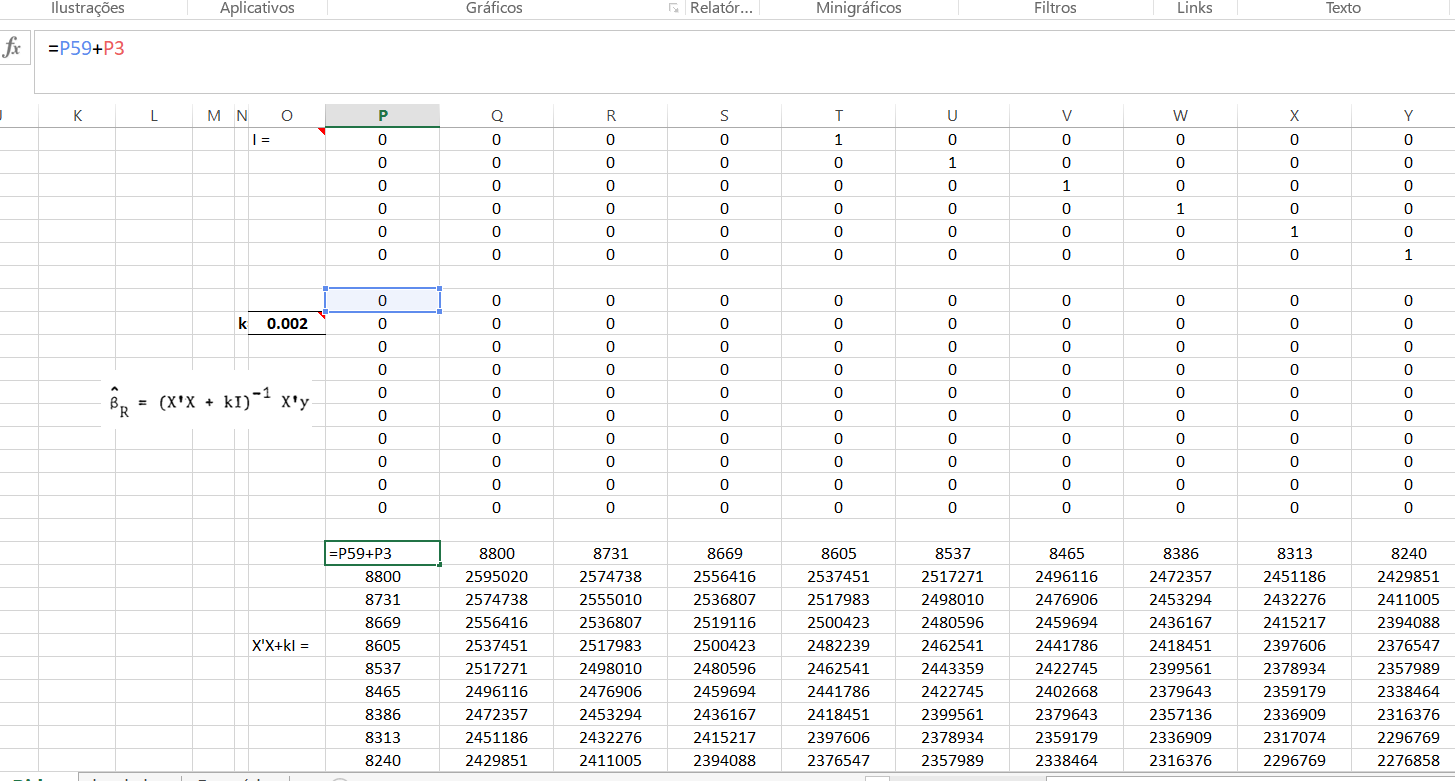 Ilustrações Aplicativos Gráficos Relatór... Minigráficos Filtros Links Texto
fx =P59+P3
K L M N O P Q R S T U V W X Y
I = 0 0 0 0 1 0 0 0 0 0
0 0 0 0 0 1 0 0 0 0
0 0 0 0 0 0 1 0 0 0
0 0 0 0 0 0 0 1 0 0
0 0 0 0 0 0 0 0 1 0
0 0 0 0 0 0 0 0 0 1
0 0 0 0 0 0 0 0 0 0
k 0.002 0 0 0 0 0 0 0 0 0 0
0 0 0 0 0 0 0 0 0 0
0 0 0 0 0 0 0 0 0 0
β̂R = (X'X + kI)⁻¹ X'y 0 0 0 0 0 0 0 0 0 0
0 0 0 0 0 0 0 0 0 0
0 0 0 0 0 0 0 0 0 0
0 0 0 0 0 0 0 0 0 0
0 0 0 0 0 0 0 0 0 0
0 0 0 0 0 0 0 0 0 0
=P59+P3 8800 8731 8669 8605 8537 8465 8386 8313 8240
8800 2595020 2574738 2556416 2537451 2517271 2496116 2472357 2451186 2429851
8731 2574738 2555010 2536807 2517983 2498010 2476906 2453294 2432276 2411005
8669 2556416 2536807 2519116 2500423 2480596 2459694 2436167 2415217 2394088
X'X+kI = 8605 2537451 2517983 2500423 2482239 2462541 2441786 2418451 2397606 2376547
8537 2517271 2498010 2480596 2462541 2443359 2422745 2399561 2378934 2357989
8465 2496116 2476906 2459694 2441786 2422745 2402668 2379643 2359179 2338464
8386 2472357 2453294 2436167 2418451 2399561 2379643 2357136 2336909 2316376
8313 2451186 2432276 2415217 2397606 2378934 2359179 2336909 2317074 2296769
8240 2429851 2411005 2394088 2376547 2357989 2338464 2316376 2296769 2276858